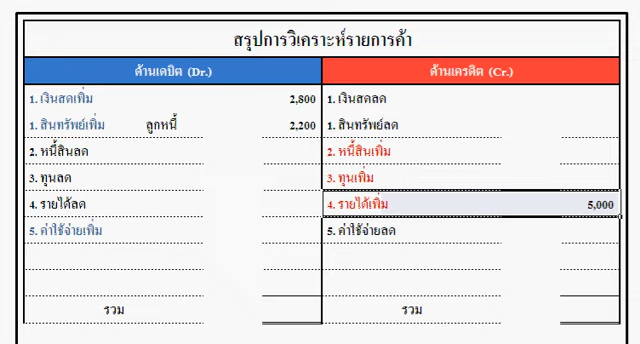 สรุปการวิเคราะห์รายการค้า
ด้านเดบิต (Dr.) ด้านเครดิต (Cr.)
1. เงินสดเพิ่ม 2,800 1. เงินสดลด
1. สินทรัพย์เพิ่ม ลูกหนี้ 2,200 1. สินทรัพย์ลด
2. หนี้สินลด 2. หนี้สินเพิ่ม
3. ทุนลด 3. ทุนเพิ่ม
4. รายได้ลด 4. รายได้เพิ่ม 5,000
5. ค่าใช้จ่ายเพิ่ม 5. ค่าใช้จ่ายลด
รวม รวม